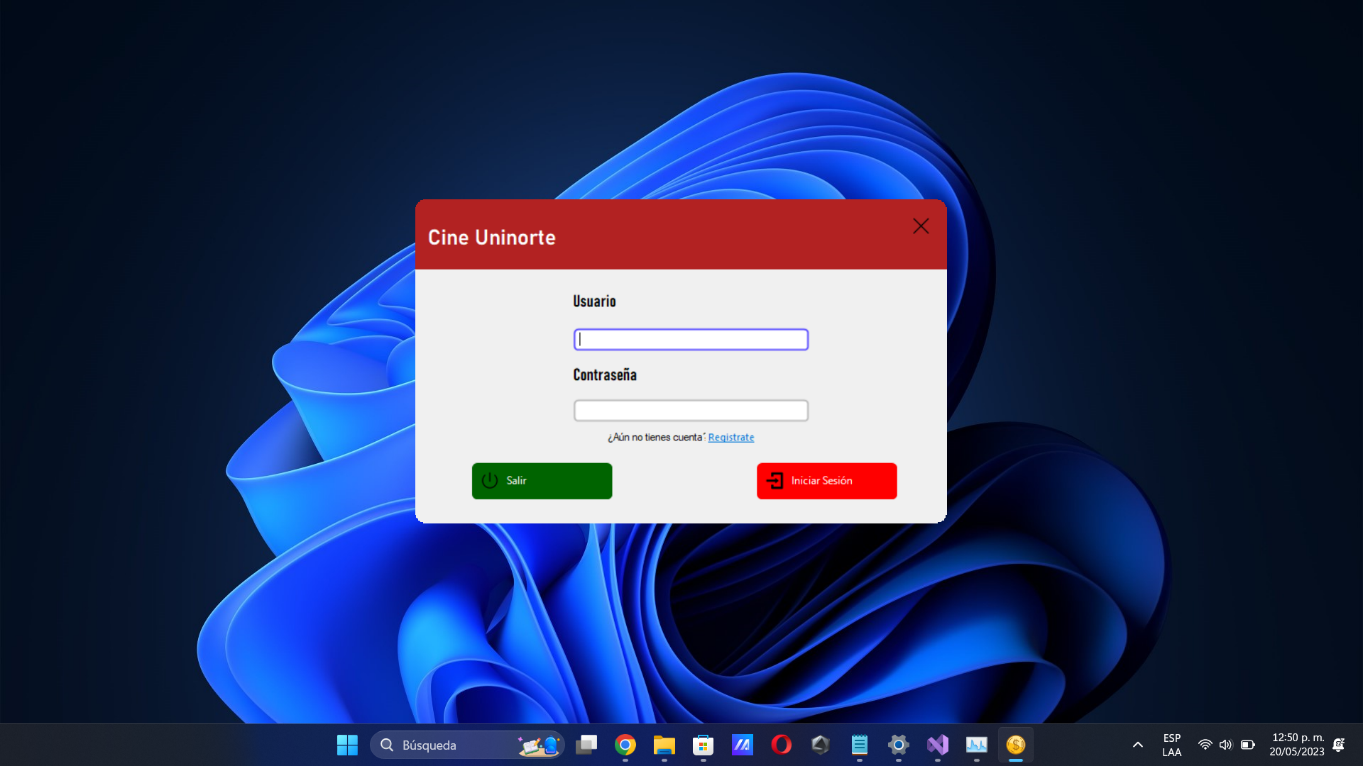 Cine Uninorte
Usuario
Contraseña
¿Aún no tienes cuenta´ Registrate
Salir
Iniciar Sesión
Búsqueda
ESP
LAA
12:50 p. m.
20/05/2023